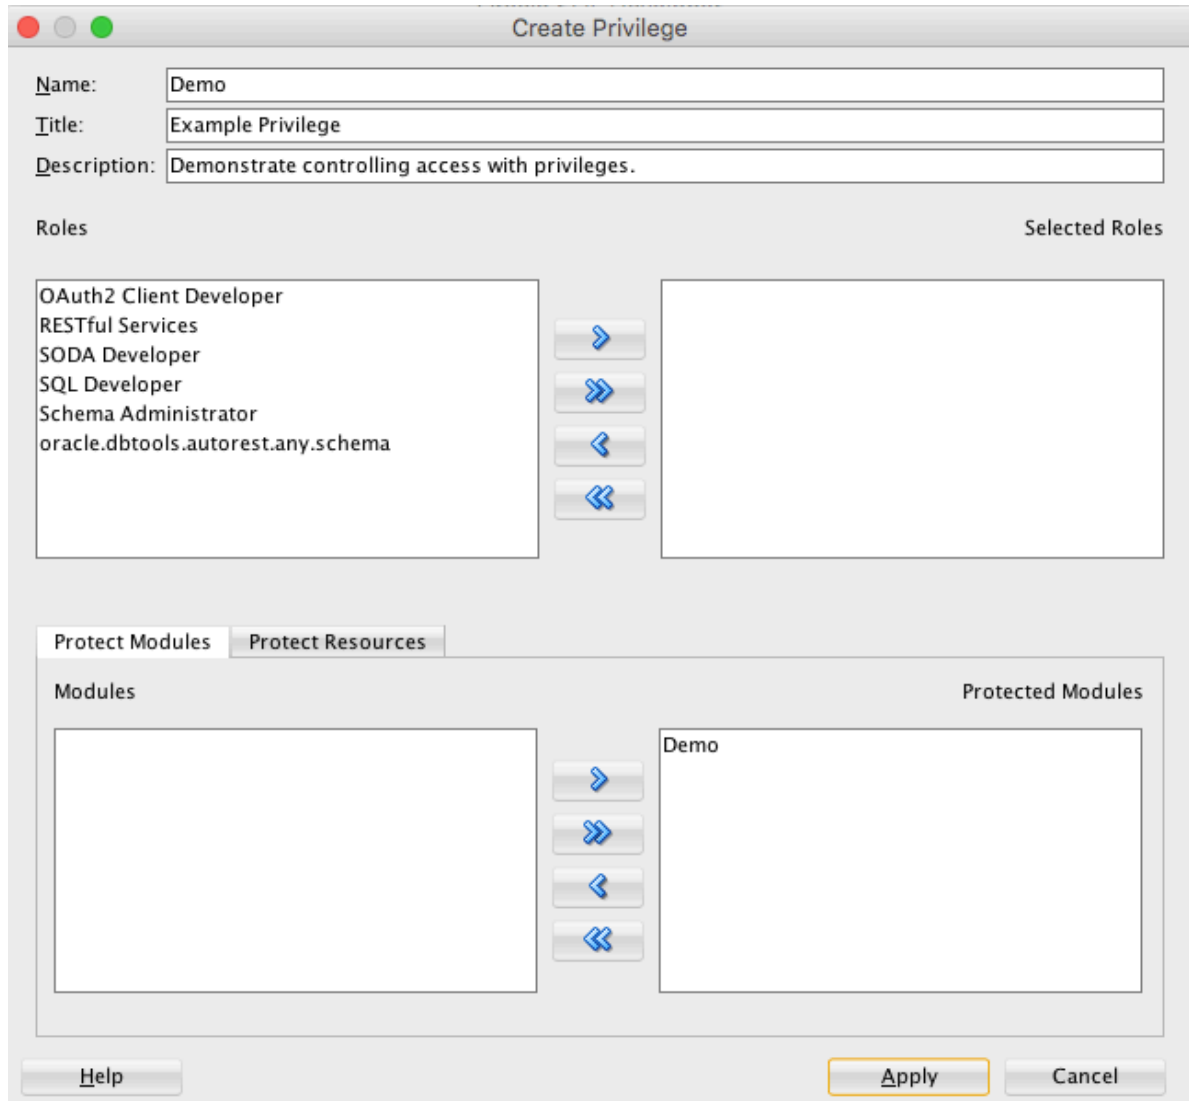 Create Privilege
Name: Demo
Title: Example Privilege
Description: Demonstrate controlling access with privileges.
Roles Selected Roles
OAuth2 Client Developer
RESTful Services
SODA Developer
SQL Developer
Schema Administrator
oracle.dbtools.autorest.any.schema
Protect Modules Protect Resources
Modules Protected Modules
Demo
Help Apply Cancel